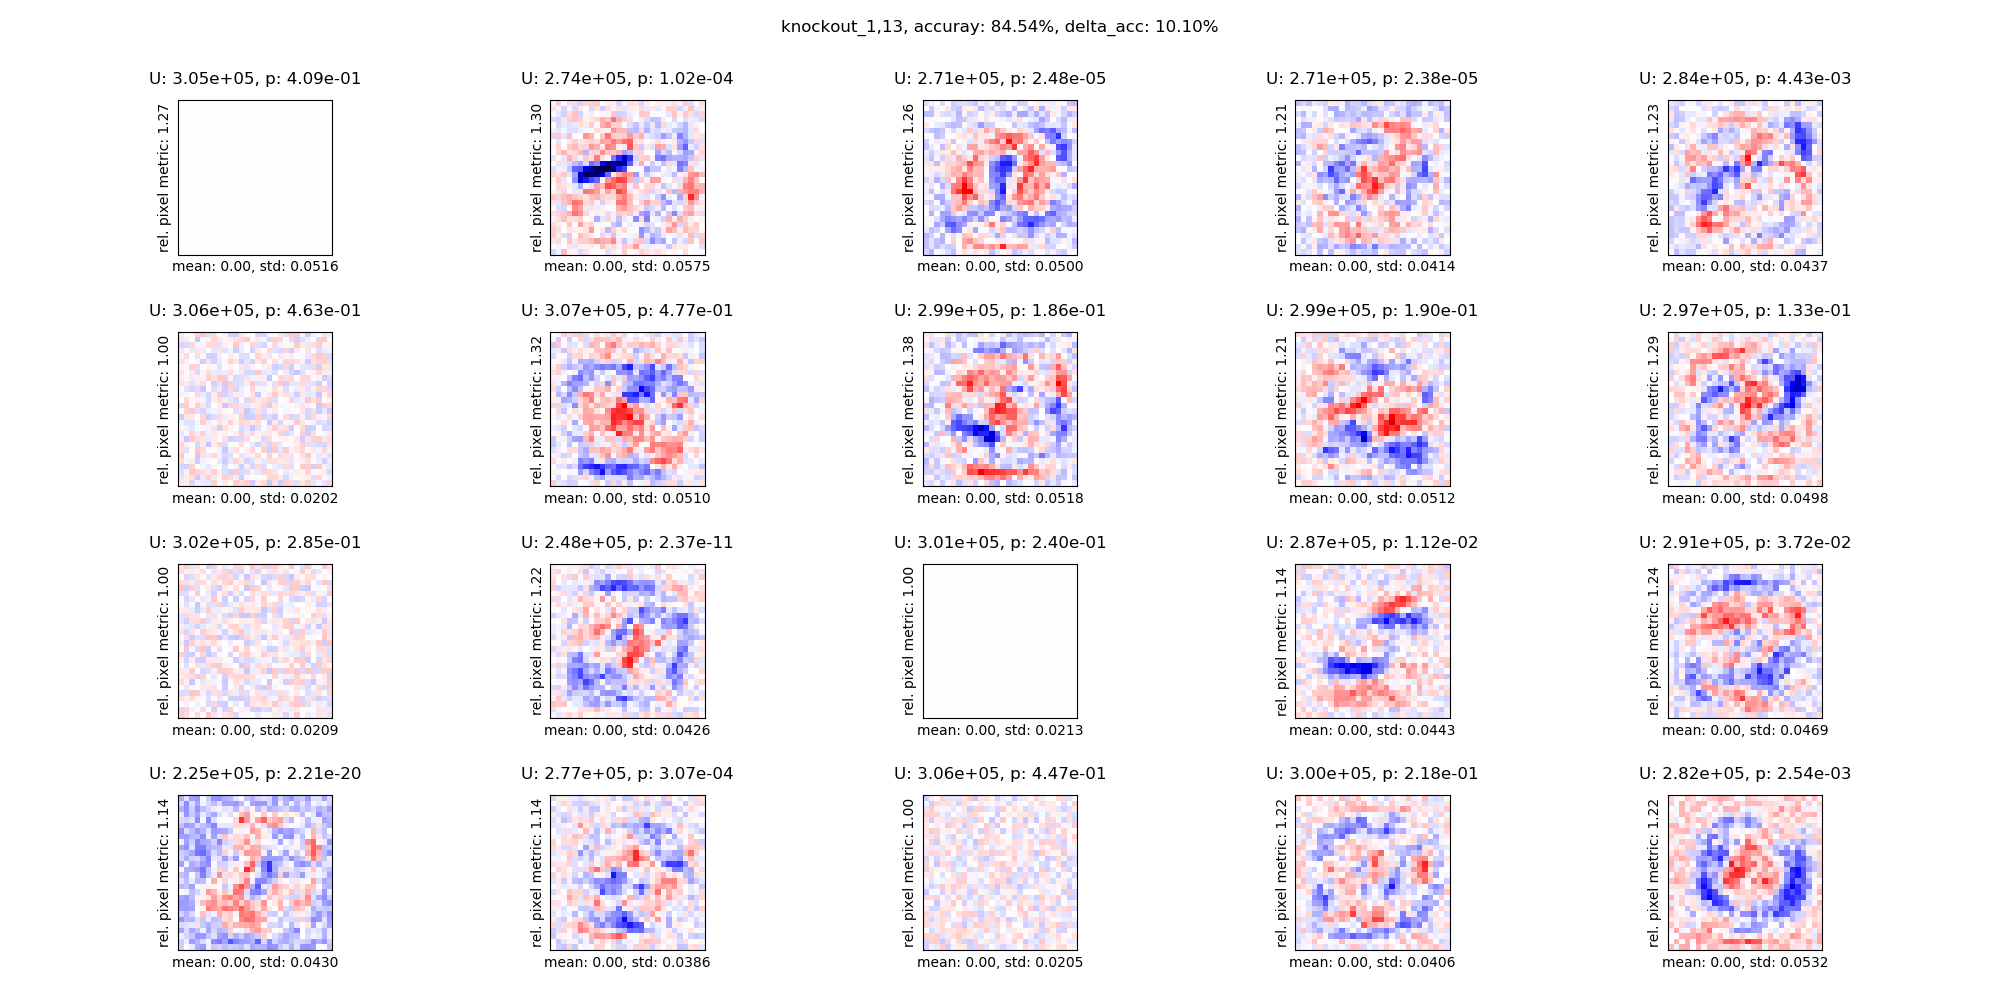 knockout_1,13, accuray: 84.54%, delta_acc: 10.10%
U: 3.05e+05, p: 4.09e-01
rel. pixel metric: 1.27
mean: 0.00, std: 0.0516
U: 2.74e+05, p: 1.02e-04
rel. pixel metric: 1.30
mean: 0.00, std: 0.0575
U: 2.71e+05, p: 2.48e-05
rel. pixel metric: 1.26
mean: 0.00, std: 0.0500
U: 2.71e+05, p: 2.38e-05
rel. pixel metric: 1.21
mean: 0.00, std: 0.0414
U: 2.84e+05, p: 4.43e-03
rel. pixel metric: 1.23
mean: 0.00, std: 0.0437
U: 3.06e+05, p: 4.63e-01
rel. pixel metric: 1.00
mean: 0.00, std: 0.0202
U: 3.07e+05, p: 4.77e-01
rel. pixel metric: 1.32
mean: 0.00, std: 0.0510
U: 2.99e+05, p: 1.86e-01
rel. pixel metric: 1.38
mean: 0.00, std: 0.0518
U: 2.99e+05, p: 1.90e-01
rel. pixel metric: 1.21
mean: 0.00, std: 0.0512
U: 2.97e+05, p: 1.33e-01
rel. pixel metric: 1.29
mean: 0.00, std: 0.0498
U: 3.02e+05, p: 2.85e-01
rel. pixel metric: 1.00
mean: 0.00, std: 0.0209
U: 2.48e+05, p: 2.37e-11
rel. pixel metric: 1.22
mean: 0.00, std: 0.0426
U: 3.01e+05, p: 2.40e-01
rel. pixel metric: 1.00
mean: 0.00, std: 0.0213
U: 2.87e+05, p: 1.12e-02
rel. pixel metric: 1.14
mean: 0.00, std: 0.0443
U: 2.91e+05, p: 3.72e-02
rel. pixel metric: 1.24
mean: 0.00, std: 0.0469
U: 2.25e+05, p: 2.21e-20
rel. pixel metric: 1.14
mean: 0.00, std: 0.0430
U: 2.77e+05, p: 3.07e-04
rel. pixel metric: 1.14
mean: 0.00, std: 0.0386
U: 3.06e+05, p: 4.47e-01
rel. pixel metric: 1.00
mean: 0.00, std: 0.0205
U: 3.00e+05, p: 2.18e-01
rel. pixel metric: 1.22
mean: 0.00, std: 0.0406
U: 2.82e+05, p: 2.54e-03
rel. pixel metric: 1.22
mean: 0.00, std: 0.0532